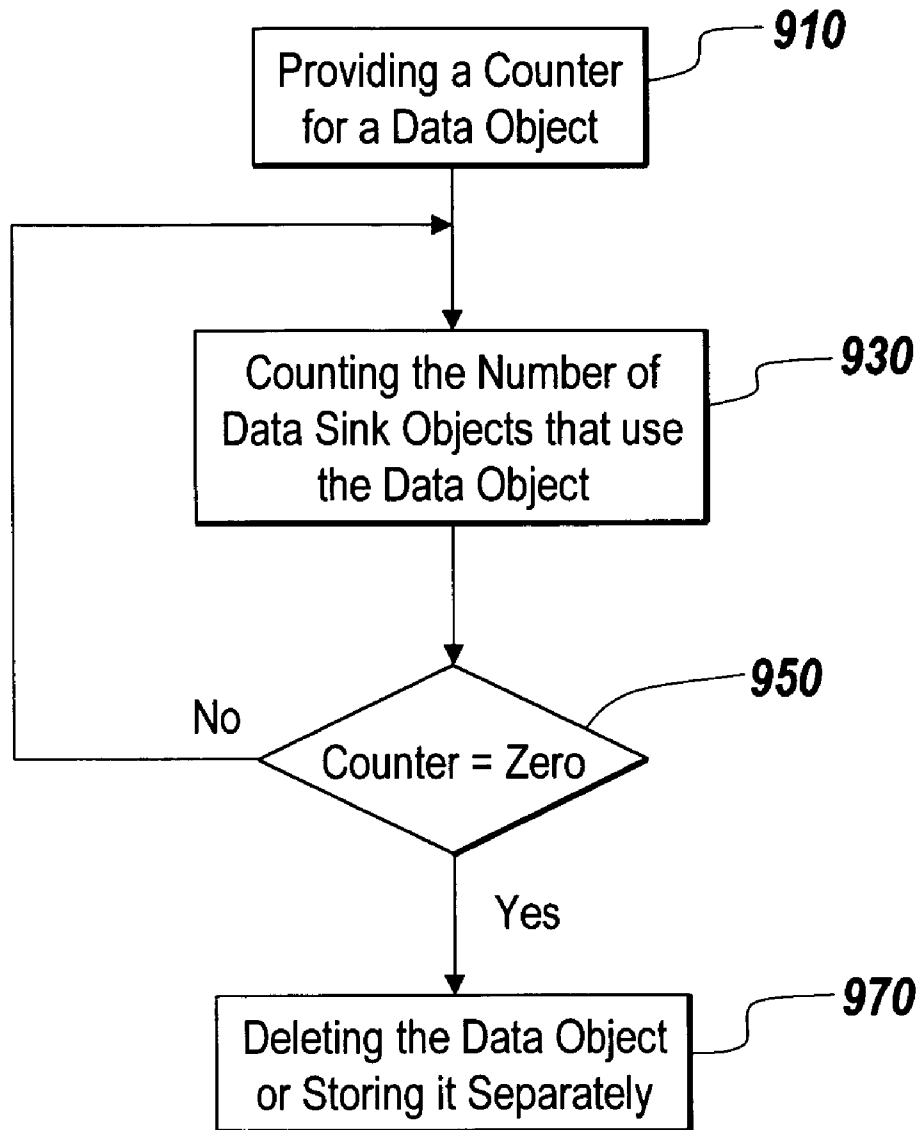 910
Providing a Counter
for a Data Object
930
Counting the Number of
Data Sink Objects that use
the Data Object
950
No
Counter = Zero
Yes
970
Deleting the Data Object
or Storing it Separately